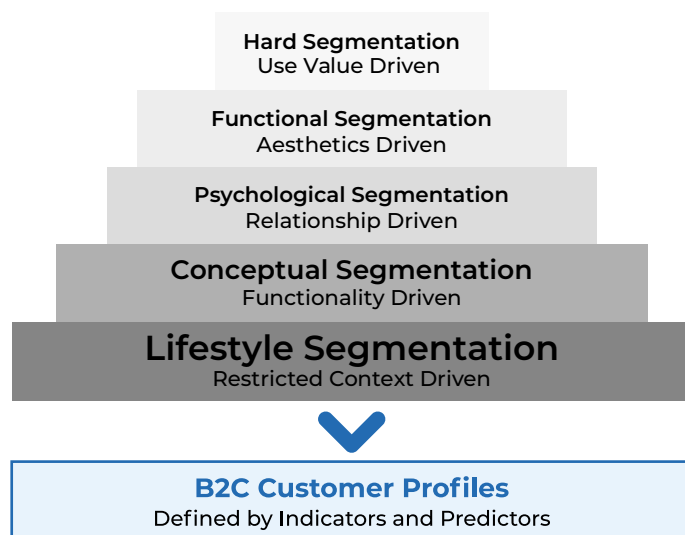 Hard Segmentation
Use Value Driven
Functional Segmentation
Aesthetics Driven
Psychological Segmentation
Relationship Driven
Conceptual Segmentation
Functionality Driven
Lifestyle Segmentation
Restricted Context Driven
B2C Customer Profiles
Defined by Indicators and Predictors